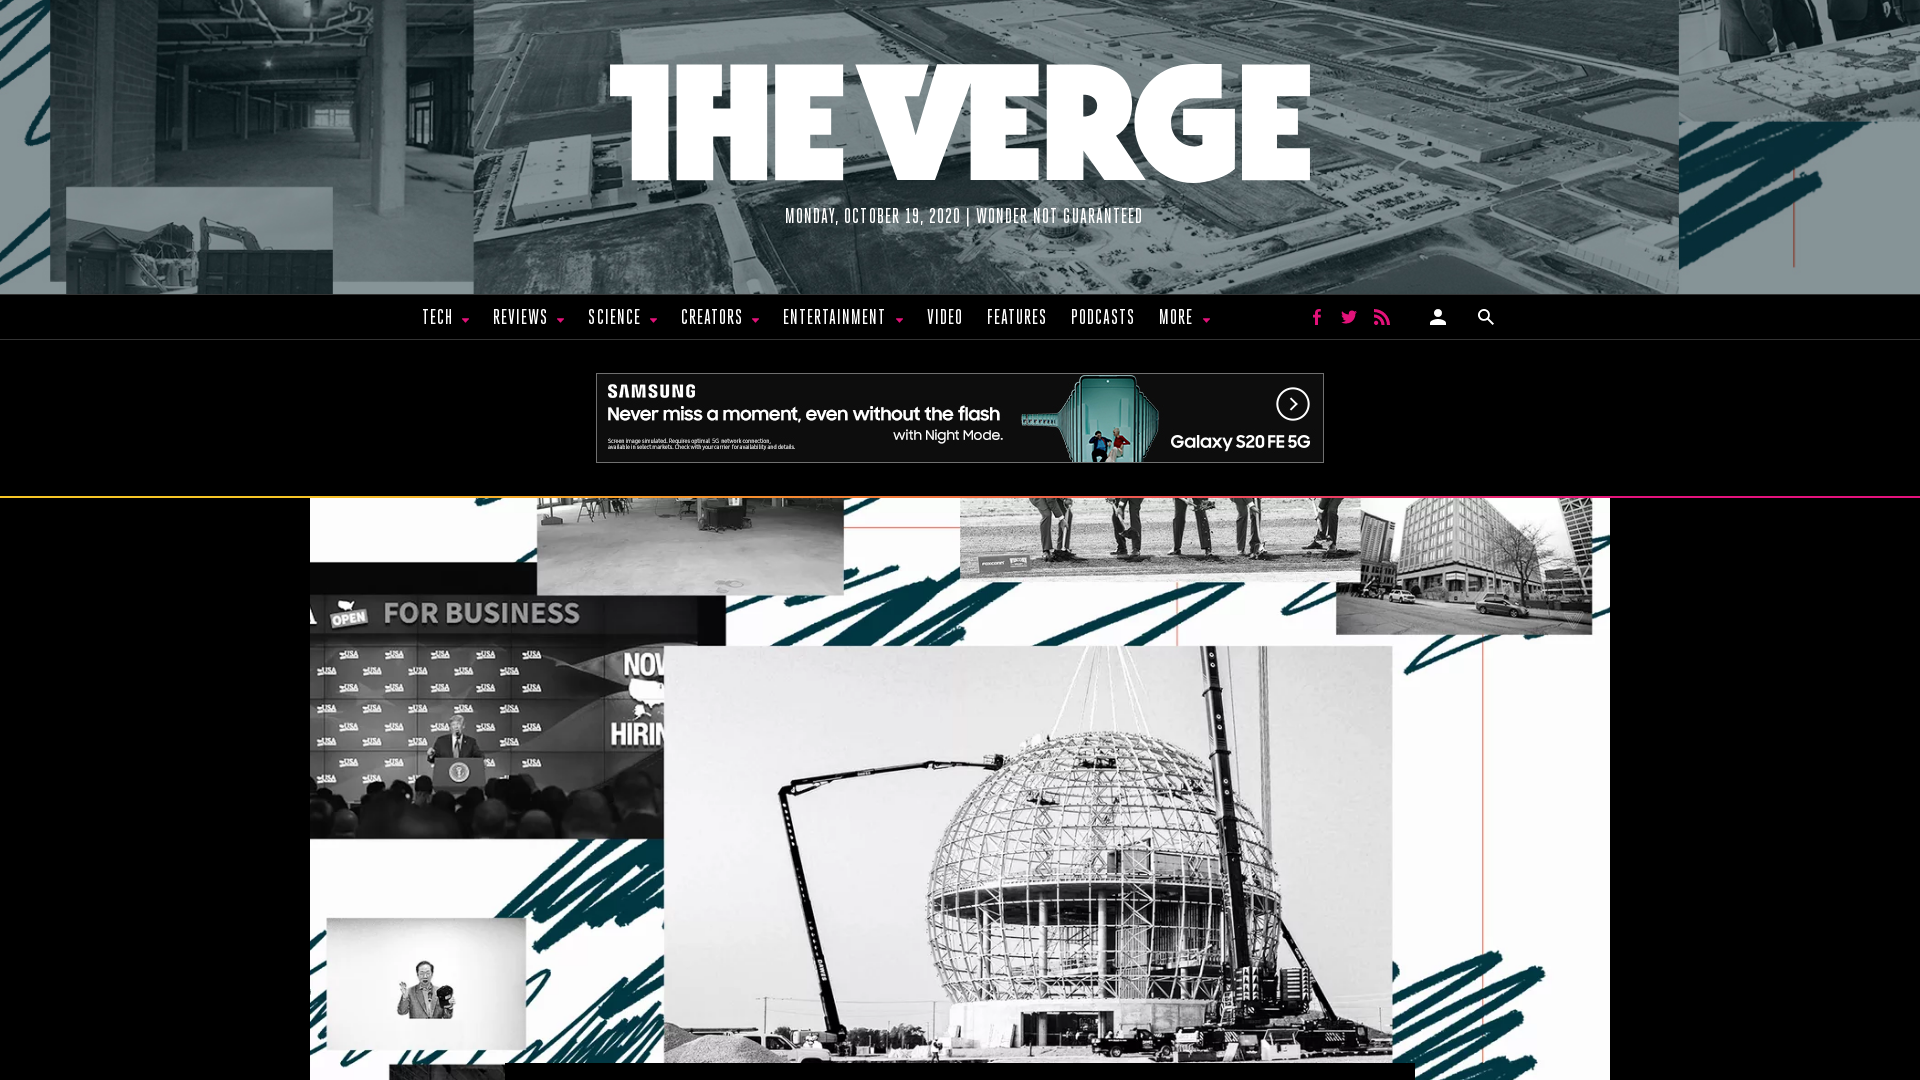 THE VERGE
MONDAY, OCTOBER 19, 2020 | WONDER NOT GUARANTEED
TECH REVIEWS SCIENCE CREATORS ENTERTAINMENT VIDEO FEATURES PODCASTS MORE
SAMSUNG
Never miss a moment, even without the flash
with Night Mode.
Screen image simulated. Requires optimal 5G network connection,
available in select markets. Check with your carrier for availability and details.
Galaxy S20 FE 5G
OPEN FOR BUSINESS
NOW
HIRIN
USA